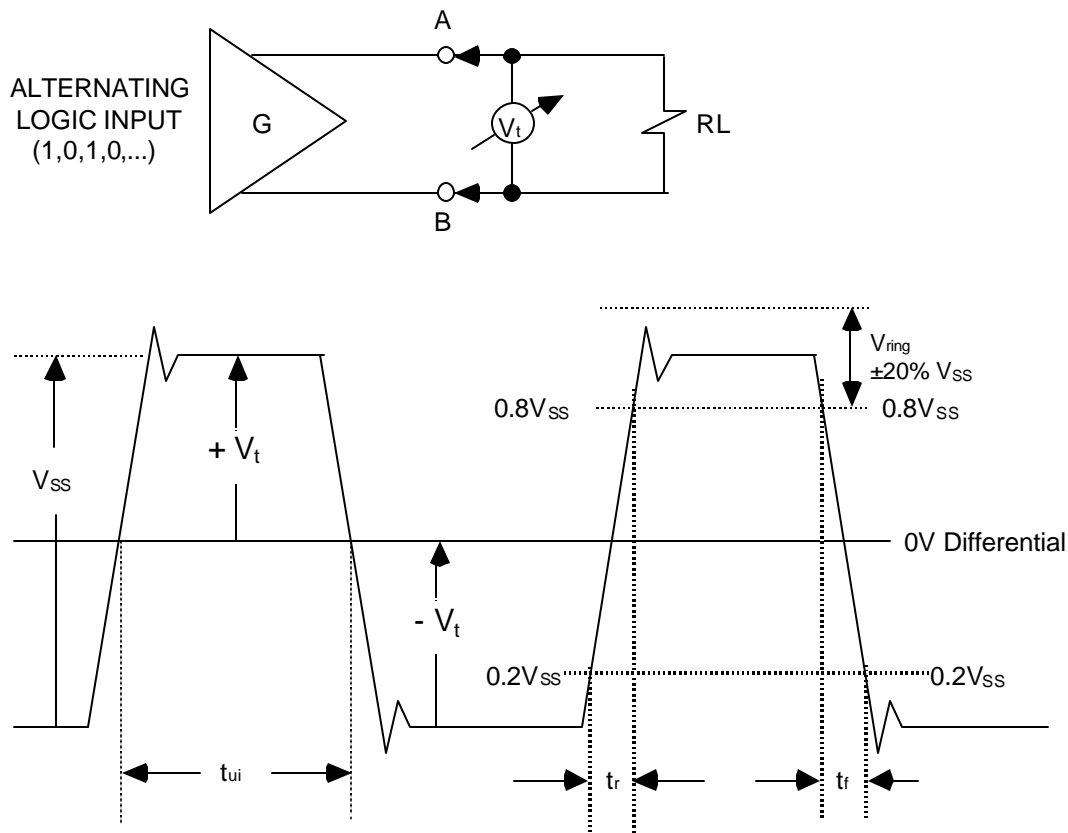 A
ALTERNATING
LOGIC INPUT
(1,0,1,0,...)
G
Vt
RL
B
Vring
±20% VSS
0.8VSS
0.8VSS
+ Vt
VSS
0V Differential
- Vt
0.2VSS
0.2VSS
tui
tr
tf